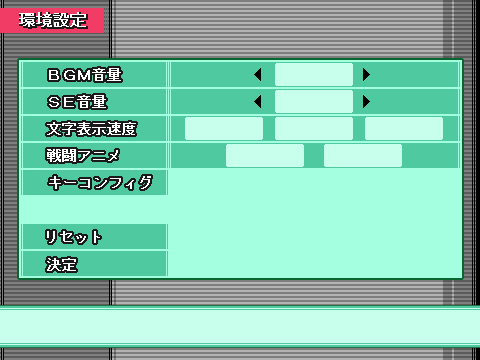 環境設定
ＢＧＭ音量
ＳＥ音量
文字表示速度
戦闘アニメ
キーコンフィグ
リセット
決定